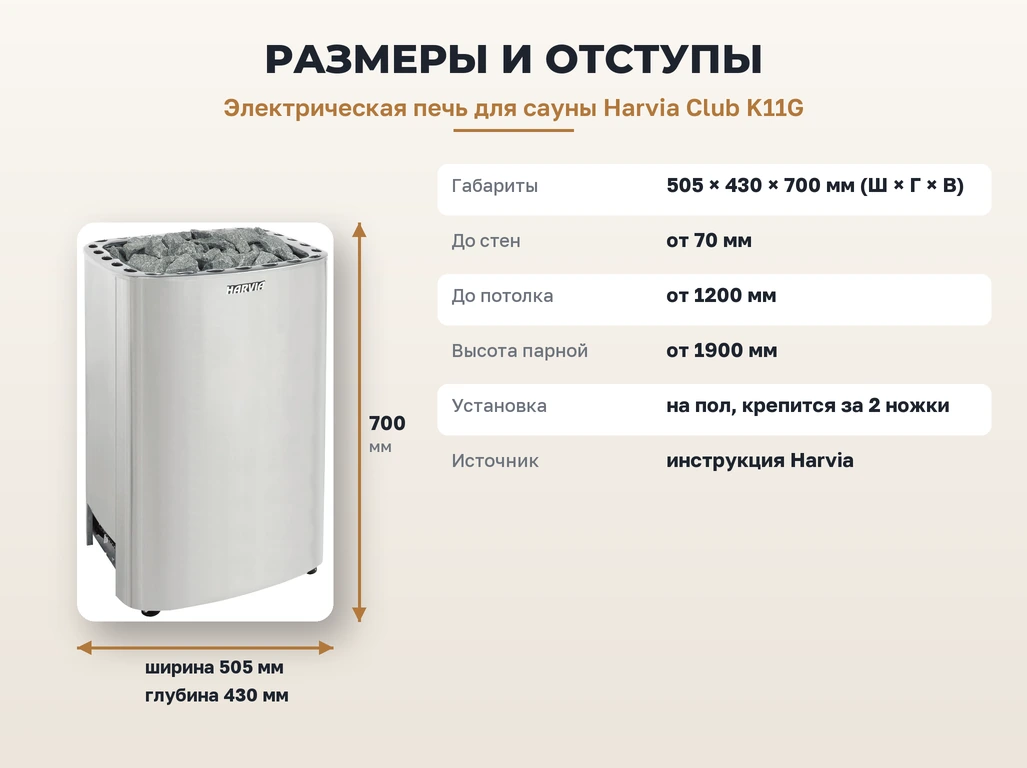 РАЗМЕРЫ И ОТСТУПЫ
Электрическая печь для сауны Harvia Club K11G
Габариты 505 × 430 × 700 мм (Ш × Г × В)
До стен от 70 мм
До потолка от 1200 мм
Высота парной от 1900 мм
Установка на пол, крепится за 2 ножки
Источник инструкция Harvia
HARVIA
700
мм
ширина 505 мм
глубина 430 мм